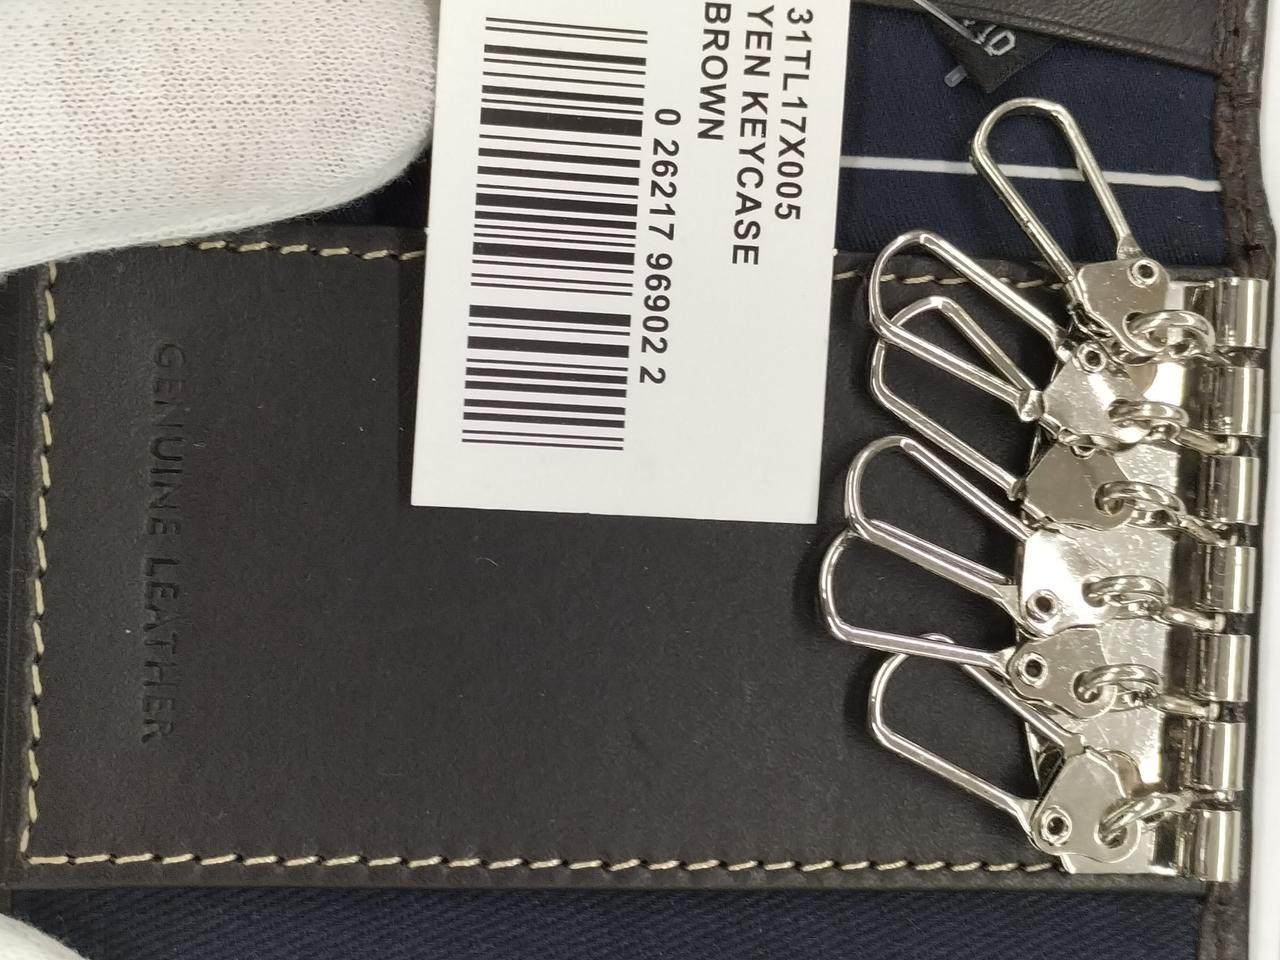 31TL17X005
YEN KEYCASE
BROWN
0 26217 96902 2
GENUINE LEATHER